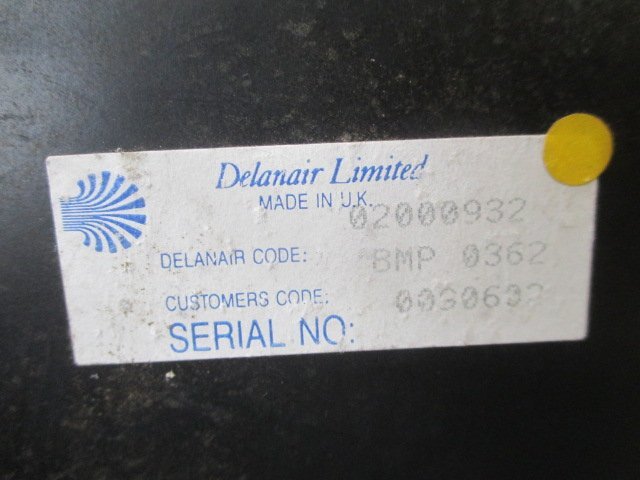 Delanair Limited
MADE IN U.K.
02000932
DELANAIR CODE: BMP 0362
CUSTOMERS CODE:
SERIAL NO: